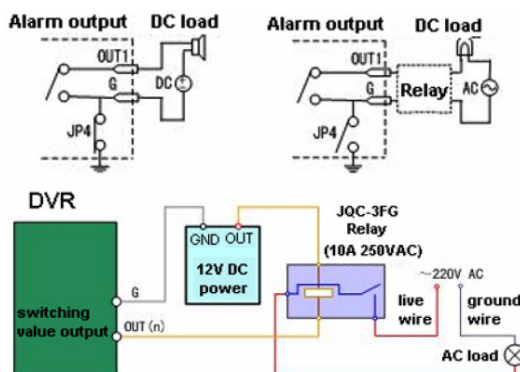 Alarm output
DC load
OUT1
G
DC
JP4
Alarm output
DC load
OUT1
G
Relay
AC
JP4
DVR
switching
value output
G
OUT (n)
GND OUT
12V DC
power
JQC-3FG
Relay
(10A 250VAC)
～220V AC
live
wire
ground
wire
AC load